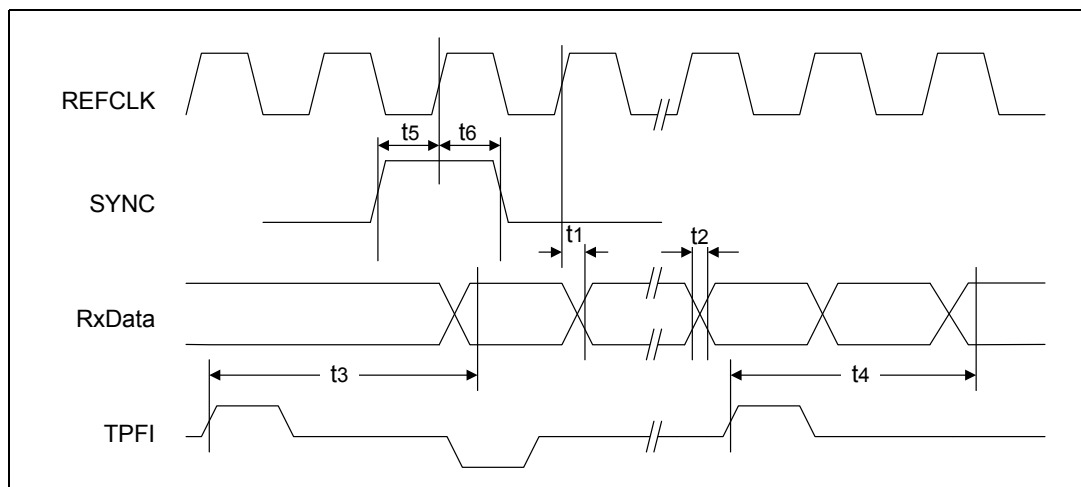 REFCLK
t5 t6
SYNC
t1 t2
RxData
t3 t4
TPFI